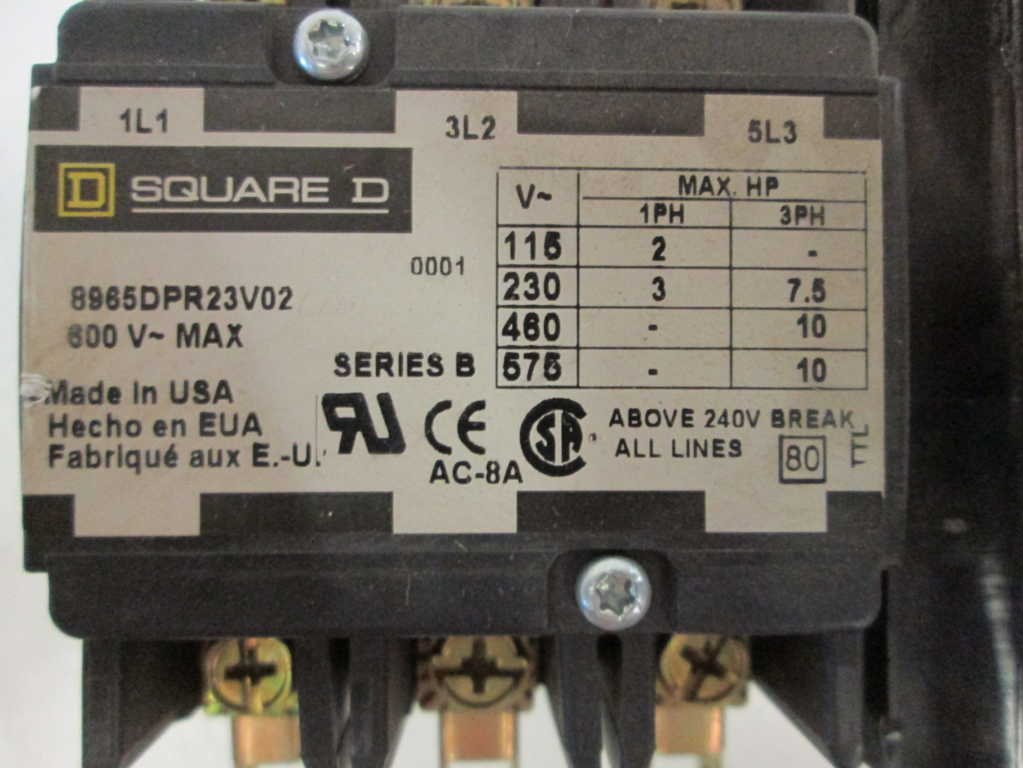 1L1 3L2 5L3
D SQUARE D
V~ MAX. HP
1PH 3PH
115 2 -
230 3 7.5
460 - 10
575 - 10
0001
8965DPR23V02
600 V~ MAX
SERIES B
Made in USA
Hecho en EUA
Fabriqué aux E.-U.
RU CE SA
AC-8A
ABOVE 240V BREAK
ALL LINES
80